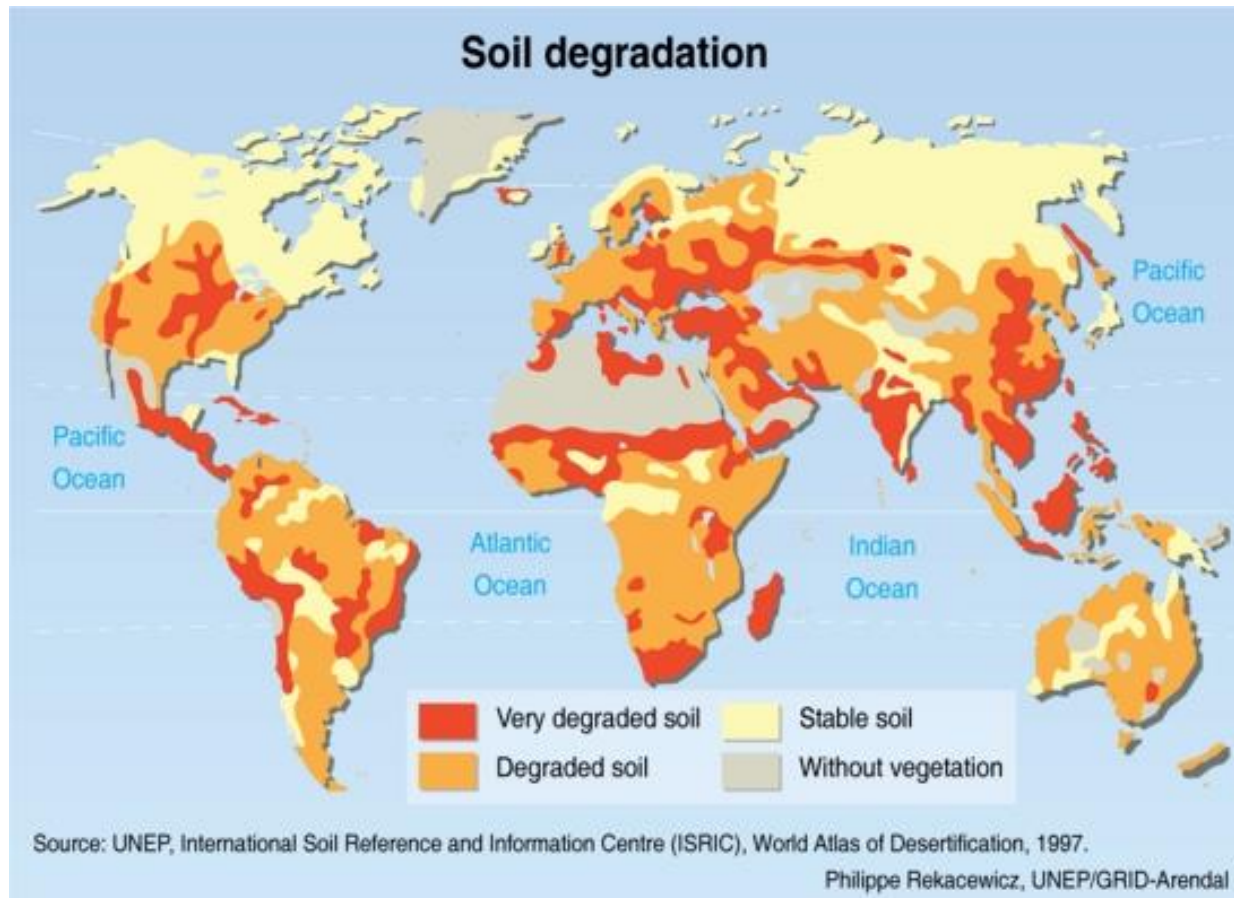 Soil degradation
Pacific
Ocean
Pacific
Ocean
Atlantic
Ocean
Indian
Ocean
Very degraded soil
Stable soil
Degraded soil
Without vegetation
Source: UNEP, International Soil Reference and Information Centre (ISRIC), World Atlas of Desertification, 1997.
Philippe Rekacewicz, UNEP/GRID-Arendal